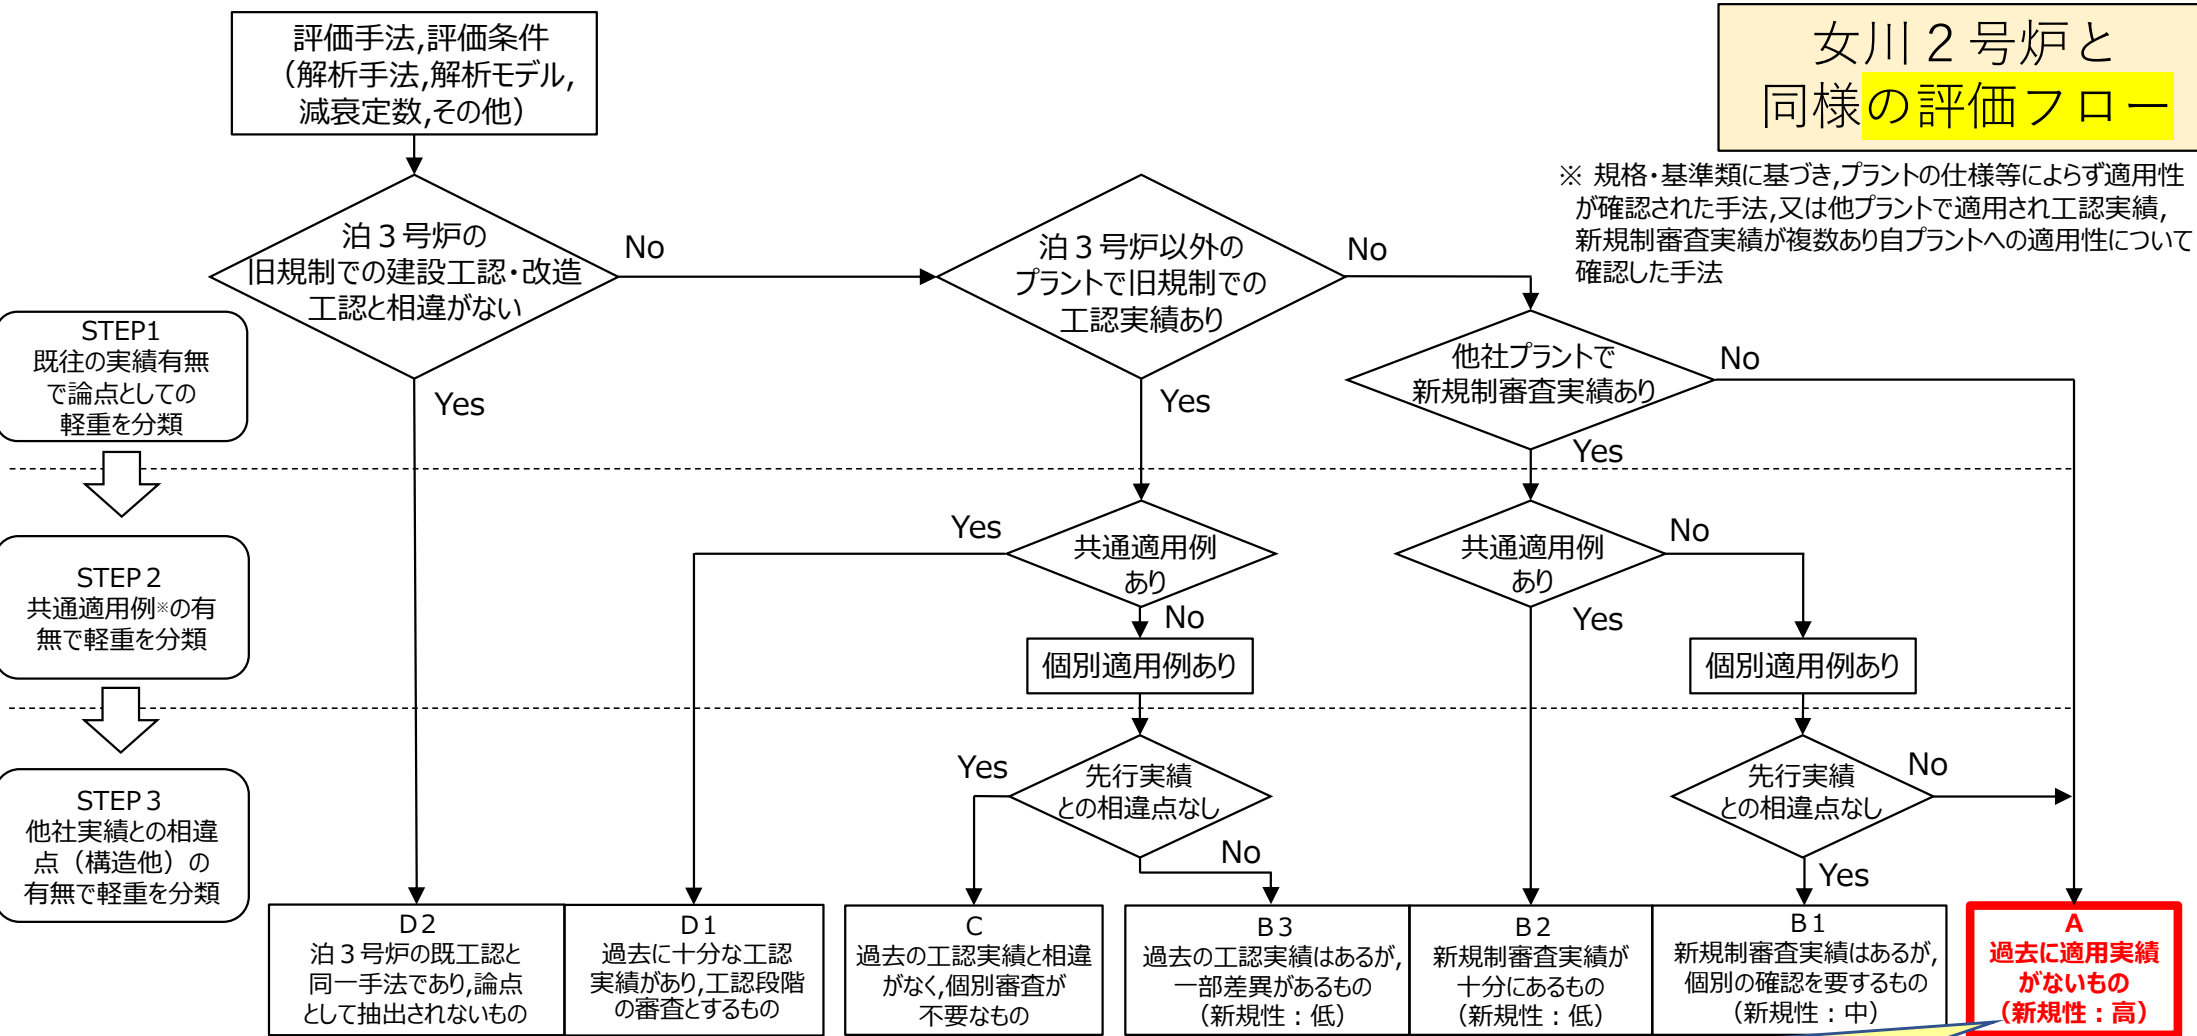 評価手法,評価条件
（解析手法,解析モデル,
減衰定数,その他）
女川２号炉と
同様の評価フロー
※ 規格・基準類に基づき,プラントの仕様等によらず適用性
が確認された手法,又は他プラントで適用され工認実績,
新規制審査実績が複数あり自プラントへの適用性について
確認した手法
泊３号炉の
旧規制での建設工認・改造
工認と相違がない
No
Yes
泊３号炉以外の
プラントで旧規制での
工認実績あり
No
Yes
他社プラントで
新規制審査実績あり
No
Yes
STEP1
既往の実績有無
で論点としての
軽重を分類
STEP２
共通適用例※の有
無で軽重を分類
共通適用例
あり
Yes
No
共通適用例
あり
No
Yes
個別適用例あり
個別適用例あり
STEP３
他社実績との相違
点（構造他）の
有無で軽重を分類
先行実績
との相違点なし
Yes
No
先行実績
との相違点なし
No
Yes
D２
泊３号炉の既工認と
同一手法であり,論点
として抽出されないもの
D１
過去に十分な工認
実績があり,工認段階
の審査とするもの
C
過去の工認実績と相違
がなく,個別審査が
不要なもの
B３
過去の工認実績はあるが,
一部差異があるもの
（新規性：低）
B２
新規制審査実績が
十分にあるもの
（新規性：低）
B１
新規制審査実績はあるが,
個別の確認を要するもの
（新規性：中）
A
過去に適用実績
がないもの
（新規性：高）